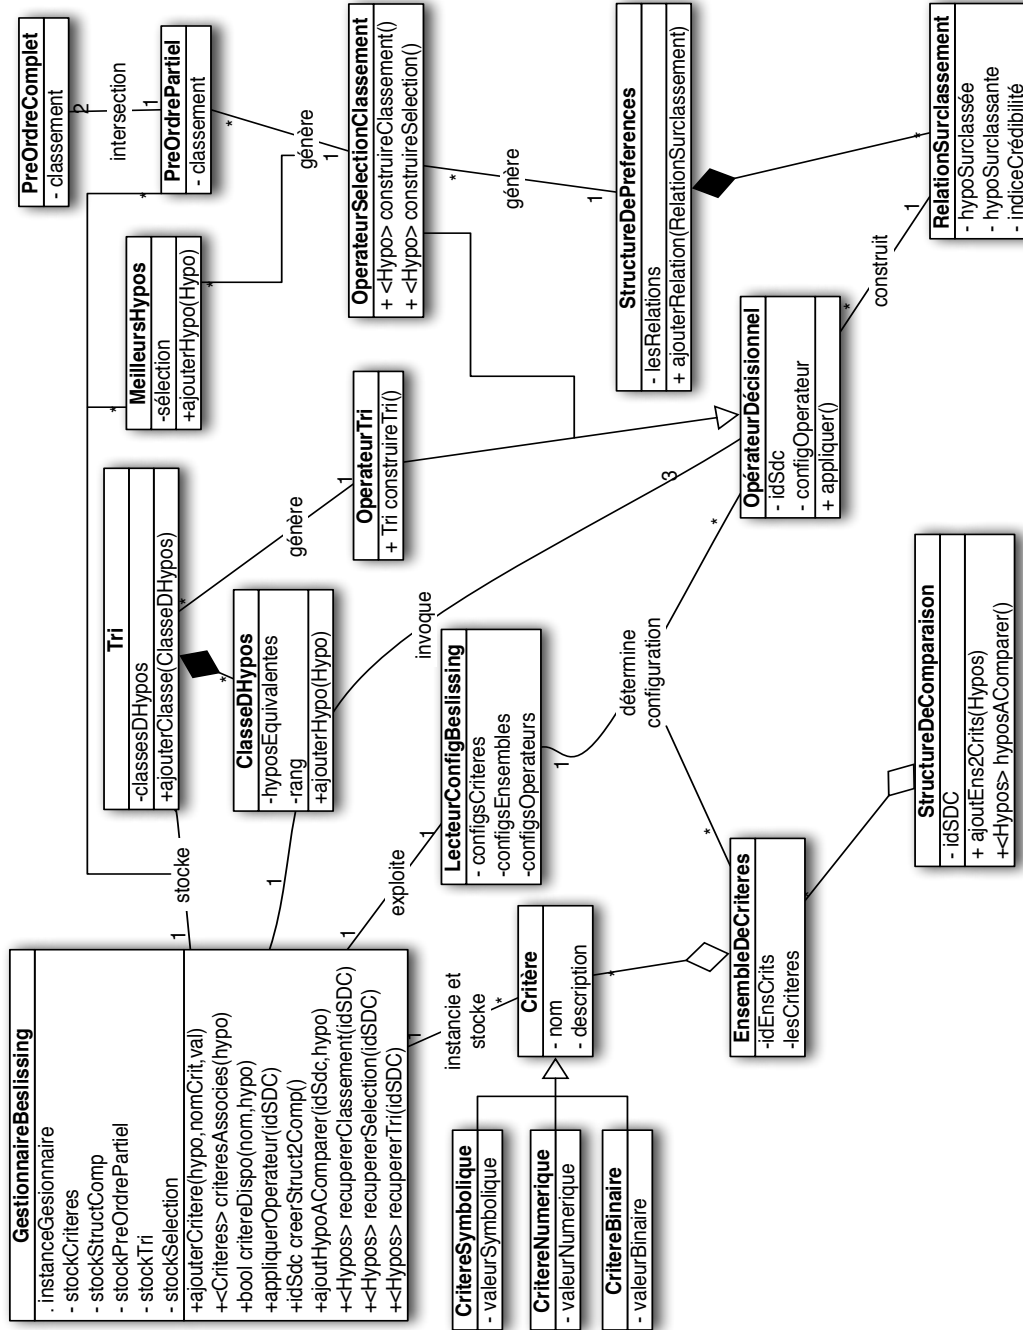 GestionnaireBeslissing
. instanceGesionnaire
- stockCriteres
- stockStructComp
- stockPreOrdrePartiel
- stockTri
- stockSelection
+ajouterCritere(hypo,nomCrit,val)
+<Criteres> criteresAssocies(hypo)
+bool critereDispo(nom,hypo)
+appliquerOperateur(idSDC)
+idSdc creerStruct2Comp()
+ajoutHypoAComparer(idSdc,hypo)
+<Hypos> recupererClassement(idSDC)
+<Hypos> recupererSelection(idSDC)
+<Hypos> recupererTri(idSDC)
1
stocke
1
1
exploite
1
1
instancie et
stocke
*
CritereSymbolique
- valeurSymbolique
CritereNumerique
- valeurNumerique
CritereBinaire
- valeurBinaire
Critère
- nom
- description
*
EnsembleDeCriteres
-idEnsCrits
-lesCriteres
*
*
StructureDeComparaison
- idSDC
+ ajoutEns2Crits(Hypos)
+<Hypos> hyposAComparer()
LecteurConfigBeslissing
- configsCriteres
-configsEnsembles
-configsOperateurs
1
détermine
configuration
*
Tri
-classesDHypos
+ajouterClasse(ClasseDHypos)
*
*
ClasseDHypos
-hyposEquivalentes
-rang
+ajouterHypo(Hypo)
invoque
3
génère
1
OperateurTri
+ Tri construireTri()
OpérateurDécisionnel
- idSdc
- configOperateur
+ appliquer()
*
construit
1
MeilleursHypos
-sélection
+ajouterHypo(Hypo)
*
*
PreOrdreComplet
- classement
2
intersection
1
PreOrdrePartiel
- classement
*
*
génère
1
OperateurSelectionClassement
+ <Hypo> construireClassement()
+ <Hypo> construireSelection()
*
génère
1
StructureDePreferences
- lesRelations
+ ajouterRelation(RelationSurclassement)
*
RelationSurclassement
- hypoSurclassée
- hypoSurclassante
- indiceCrédibilité